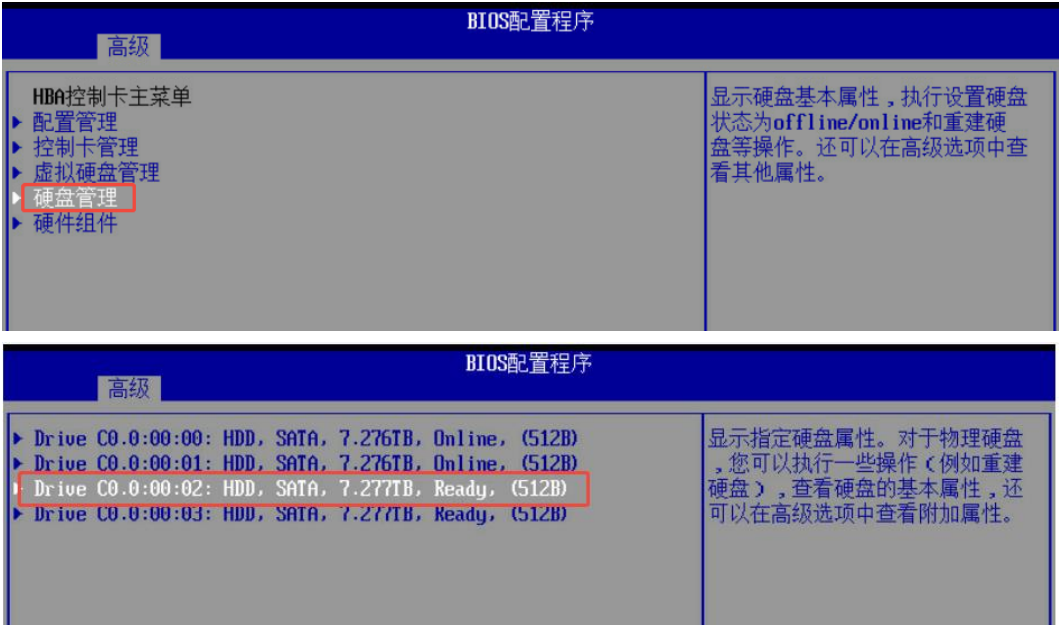 BIOS配置程序
高级
HBA控制卡主菜单
配置管理
控制卡管理
虚拟硬盘管理
硬盘管理
硬件组件
显示硬盘基本属性，执行设置硬盘
状态为offline/online和重建硬
盘等操作。还可以在高级选项中查
看其他属性。
BIOS配置程序
高级
Drive C0.0:00:00: HDD, SATA, 7.276TB, Online, (512B)
Drive C0.0:00:01: HDD, SATA, 7.276TB, Online, (512B)
Drive C0.0:00:02: HDD, SATA, 7.277TB, Ready, (512B)
Drive C0.0:00:03: HDD, SATA, 7.277TB, Ready, (512B)
显示指定硬盘属性。对于物理硬盘
，您可以执行一些操作（例如重建
硬盘），查看硬盘的基本属性，还
可以在高级选项中查看附加属性。